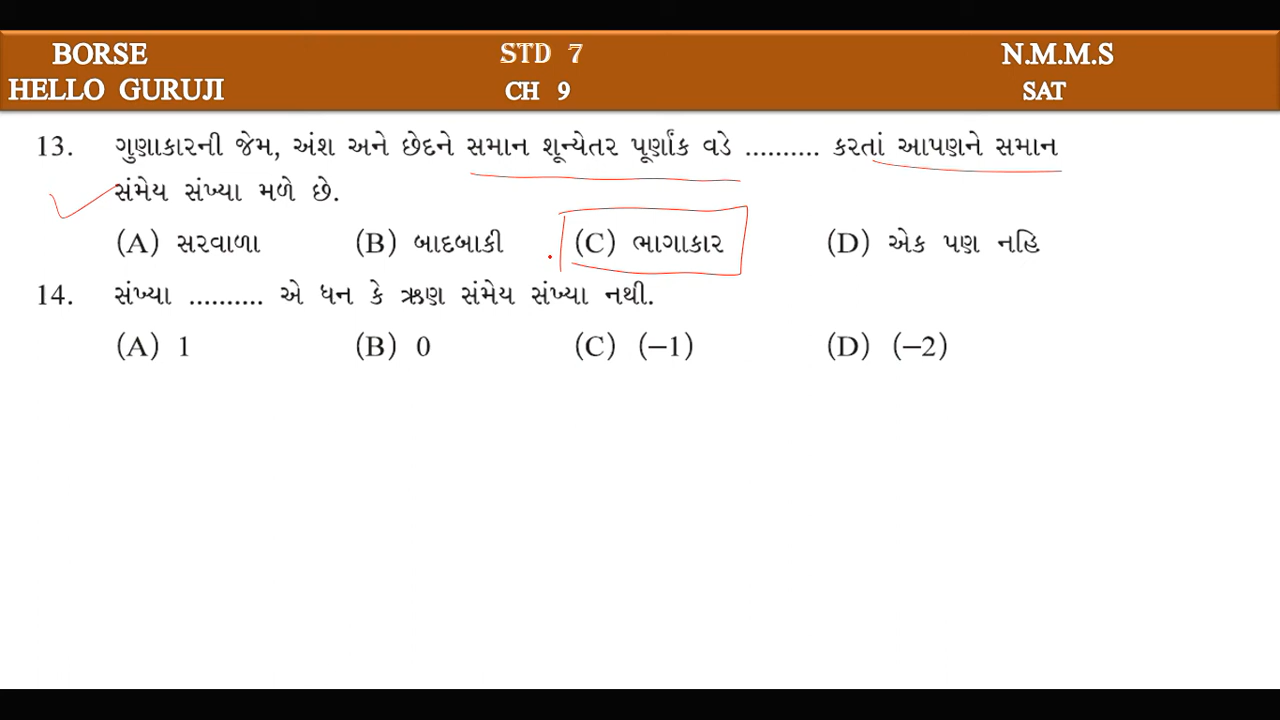 BORSE STD 7 N.M.M.S
HELLO GURUJI CH 9 SAT
13. ગુણાકારની જેમ, અંશ અને છેદને સમાન શૂન્યેતર પૂર્ણાંક વડે .......... કરતાં આપણને સમાન
સંમેય સંખ્યા મળે છે.
(A) સરવાળા (B) બાદબાકી (C) ભાગાકાર (D) એક પણ નહિ
14. સંખ્યા .......... એ ધન કે ઋણ સંમેય સંખ્યા નથી.
(A) 1 (B) 0 (C) (−1) (D) (−2)